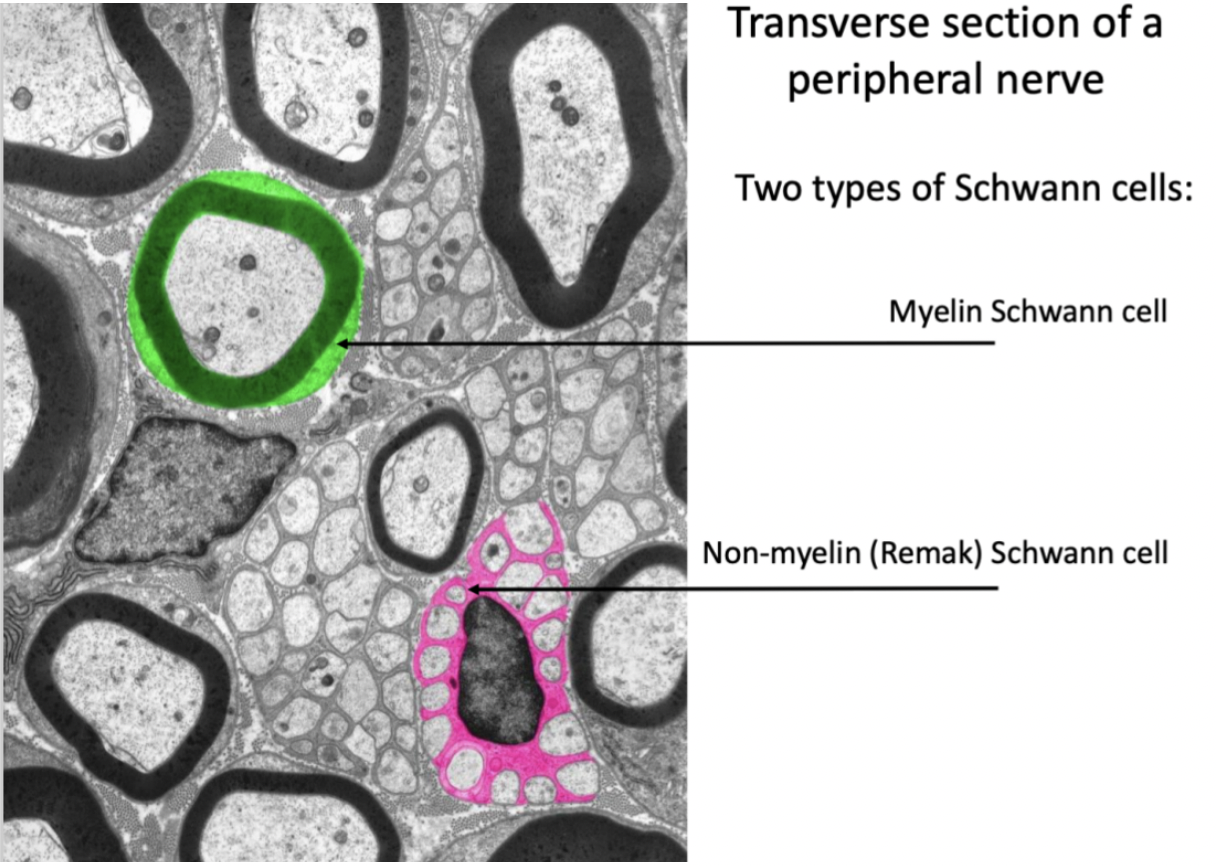 Transverse section of a
peripheral nerve
Two types of Schwann cells:
Myelin Schwann cell
Non-myelin (Remak) Schwann cell